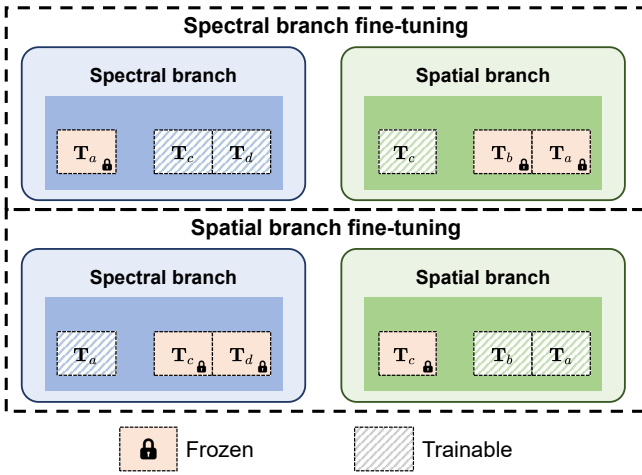 Spectral branch fine-tuning
Spectral branch Spatial branch
T_a T_c T_d T_c T_b T_a
Spatial branch fine-tuning
Spectral branch Spatial branch
T_a T_c T_d T_c T_b T_a
Frozen Trainable